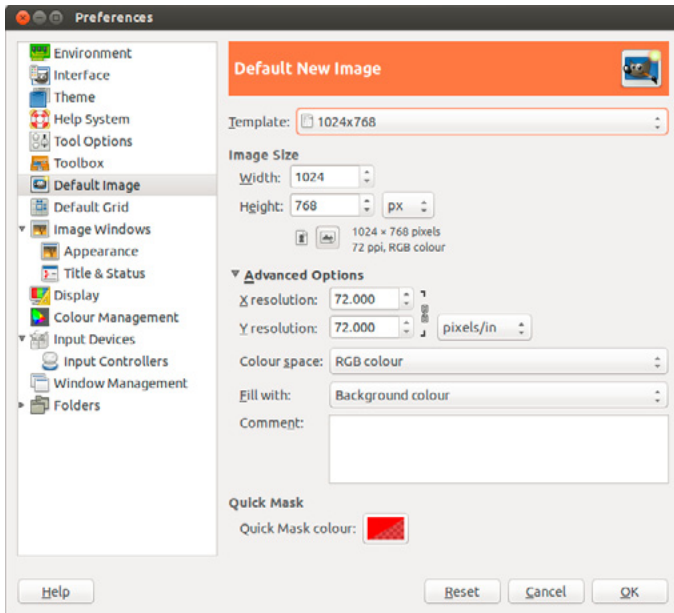 Preferences
Environment
Interface
Theme
Help System
Tool Options
Toolbox
Default Image
Default Grid
Image Windows
Appearance
Title & Status
Display
Colour Management
Input Devices
Input Controllers
Window Management
Folders
Default New Image
Template: 1024x768
Image Size
Width: 1024
Height: 768 px
1024 × 768 pixels
72 ppi, RGB colour
Advanced Options
X resolution: 72.000
Y resolution: 72.000 pixels/in
Colour space: RGB colour
Fill with: Background colour
Comment:
Quick Mask
Quick Mask colour:
Help Reset Cancel OK